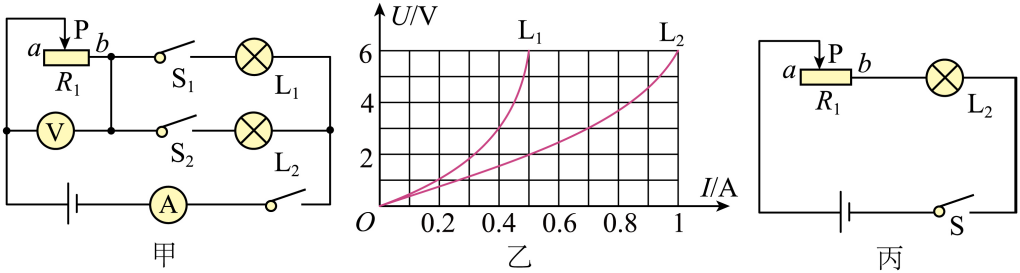 P
a
b
R₁
S₁
L₁
V
S₂
L₂
A
甲
U/V
L₁
L₂
6
4
2
O
0.2
0.4
0.6
0.8
1
I/A
乙
P
a
b
R₁
L₂
S
丙